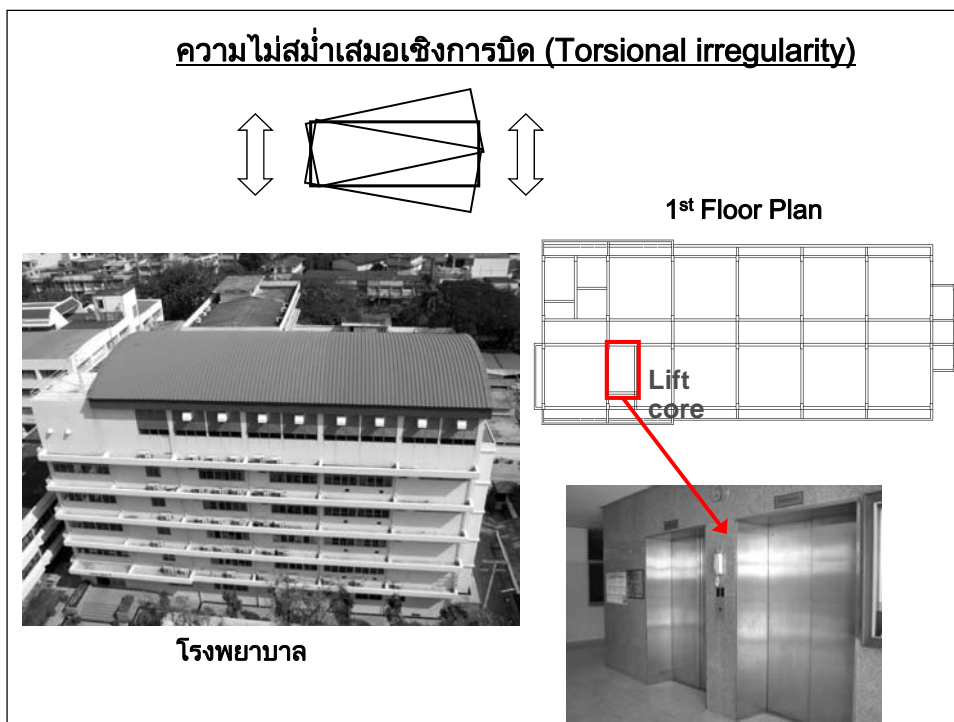 ความไม่สม่ำเสมอเชิงการบิด (Torsional irregularity)
1st Floor Plan
Lift
core
โรงพยาบาล